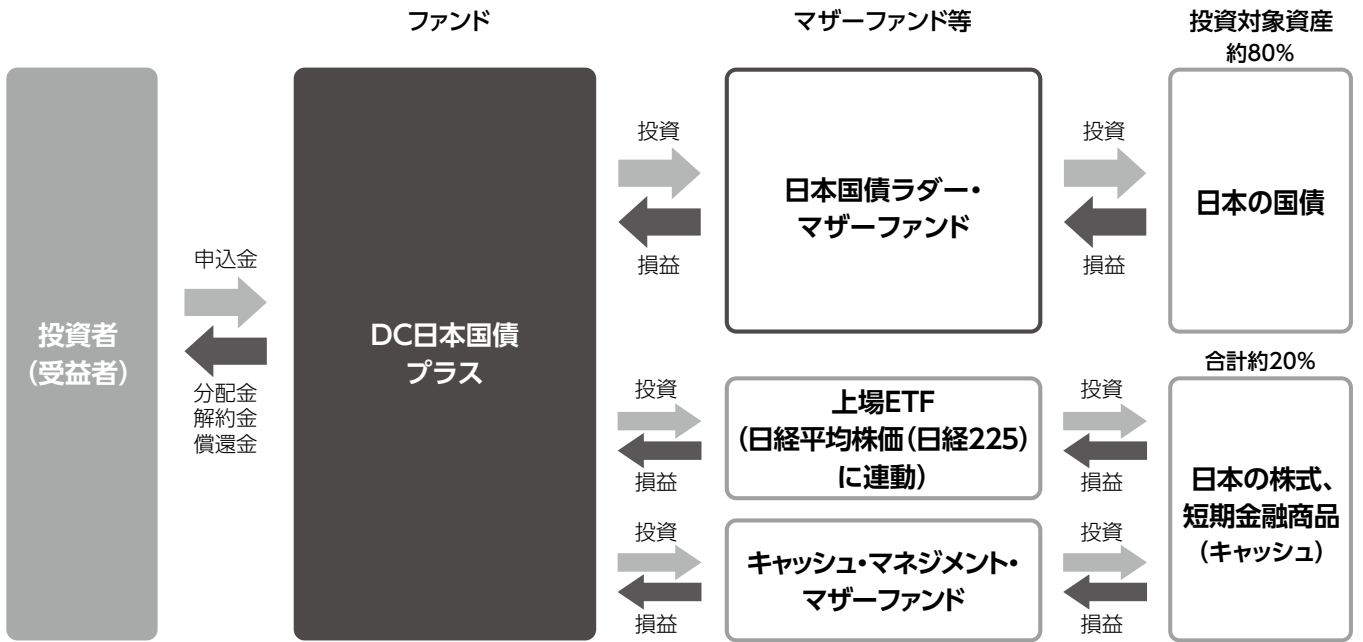 ファンド
マザーファンド等
投資対象資産
約80%
投資者
(受益者)
申込金
分配金
解約金
償還金
DC日本国債
プラス
投資
損益
日本国債ラダー・
マザーファンド
投資
損益
日本の国債
投資
損益
上場ETF
(日経平均株価(日経225)
に連動)
投資
損益
合計約20%
日本の株式、
短期金融商品
(キャッシュ)
投資
損益
キャッシュ・マネジメント・
マザーファンド
投資
損益